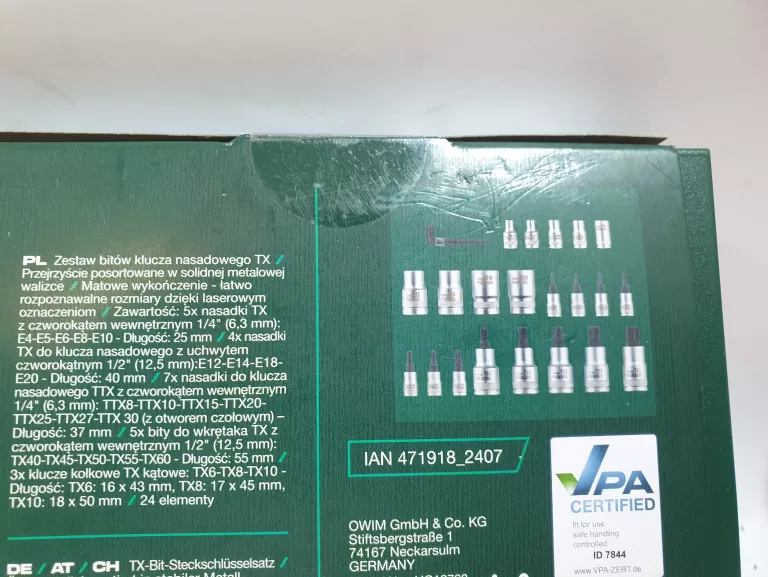 PL Zestaw bitów klucza nasadowego TX /
Przejrzyście posortowane w solidnej metalowej
walizce / Matowe wykończenie - łatwo
rozpoznawalne rozmiary dzięki laserowym
oznaczeniom / Zawartość: 5x nasadki TX
z czworokątem wewnętrznym 1/4" (6,3 mm):
E4-E5-E6-E8-E10 - Długość: 25 mm / 4x nasadki
TX do klucza nasadowego z uchwytem
czworokątnym 1/2" (12,5 mm):E12-E14-E18-
E20 - Długość: 40 mm / 7x nasadki do klucza
nasadowego TTX z czworokątem wewnętrznym
1/4" (6,3 mm): TTX8-TTX10-TTX15-TTX20-
TTX25-TTX27-TTX 30 (z otworem czołowym) –
Długość: 37 mm / 5x bity do wkrętaka TX z
czworokątem wewnętrznym 1/2" (12,5 mm):
TX40-TX45-TX50-TX55-TX60 - Długość: 55 mm /
3x klucze kołkowe TX kątowe: TX6-TX8-TX10 -
Długość: TX6: 16 x 43 mm, TX8: 17 x 45 mm,
TX10: 18 x 50 mm / 24 elementy
DE / AT / CH TX-Bit-Steckschlüsselsatz /
IAN 471918_2407
OWIM GmbH & Co. KG
Stiftsbergstraße 1
74167 Neckarsulm
GERMANY
VPA
CERTIFIED
fit for use
safe handling
controlled
ID 7844
www.VPA-ZERT.de